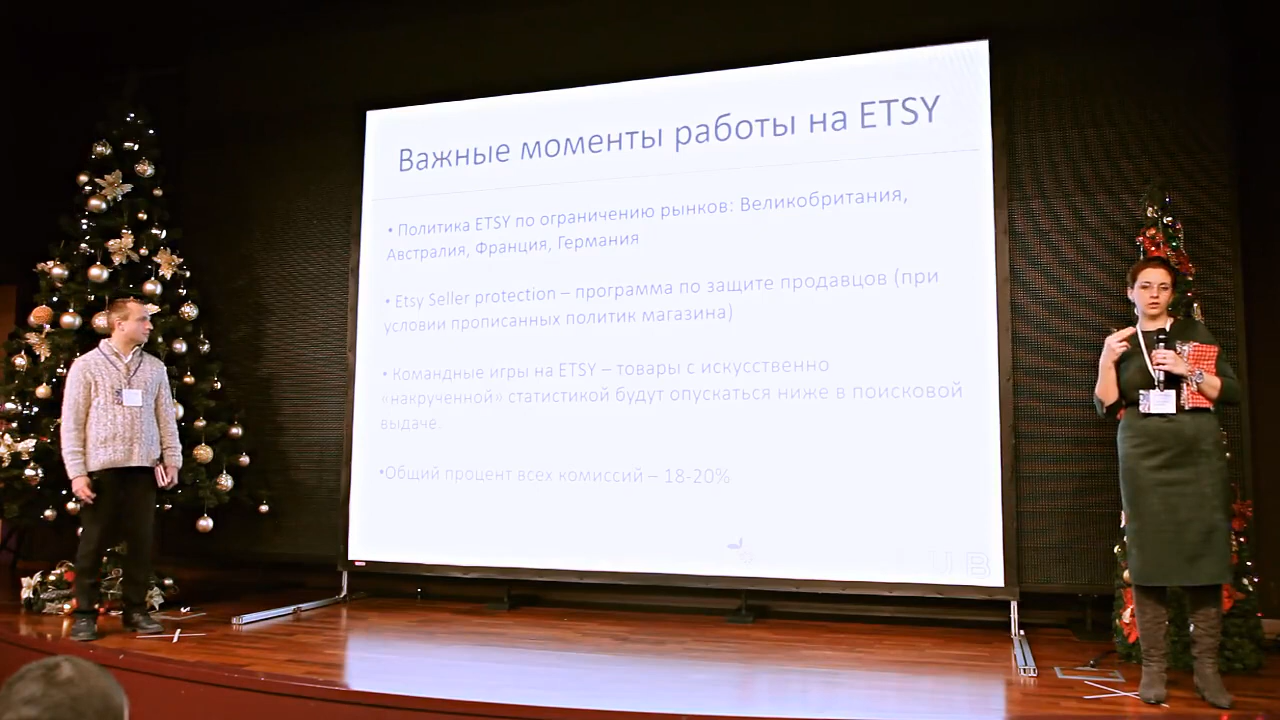 Важные моменты работы на ETSY
• Политика ETSY по ограничению рынков: Великобритания,
Австралия, Франция, Германия
• Etsy Seller protection – программа по защите продавцов (при
условии прописанных политик магазина)
• Командные игры на ETSY – товары с искусственно
«накрученной» статистикой будут опускаться ниже в поисковой
выдаче.
•Общий процент всех комиссий – 18-20%
UB